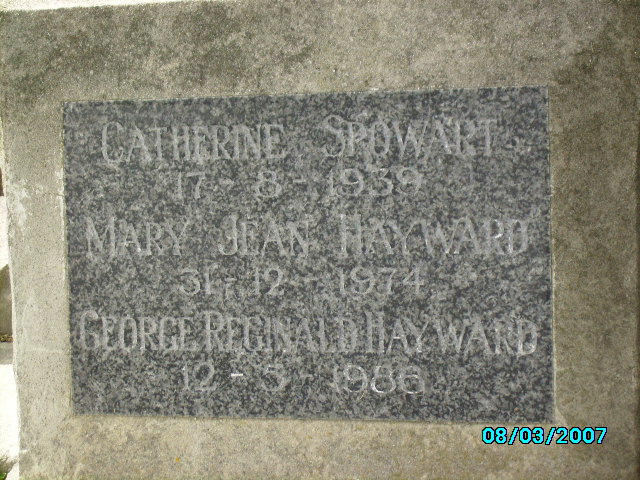 CATHERINE SPOWART
17-8-1939
MARY JEAN HAYWARD
31-12-1974
GEORGE REGINALD HAYWARD
12-5-1986
08/03/2007